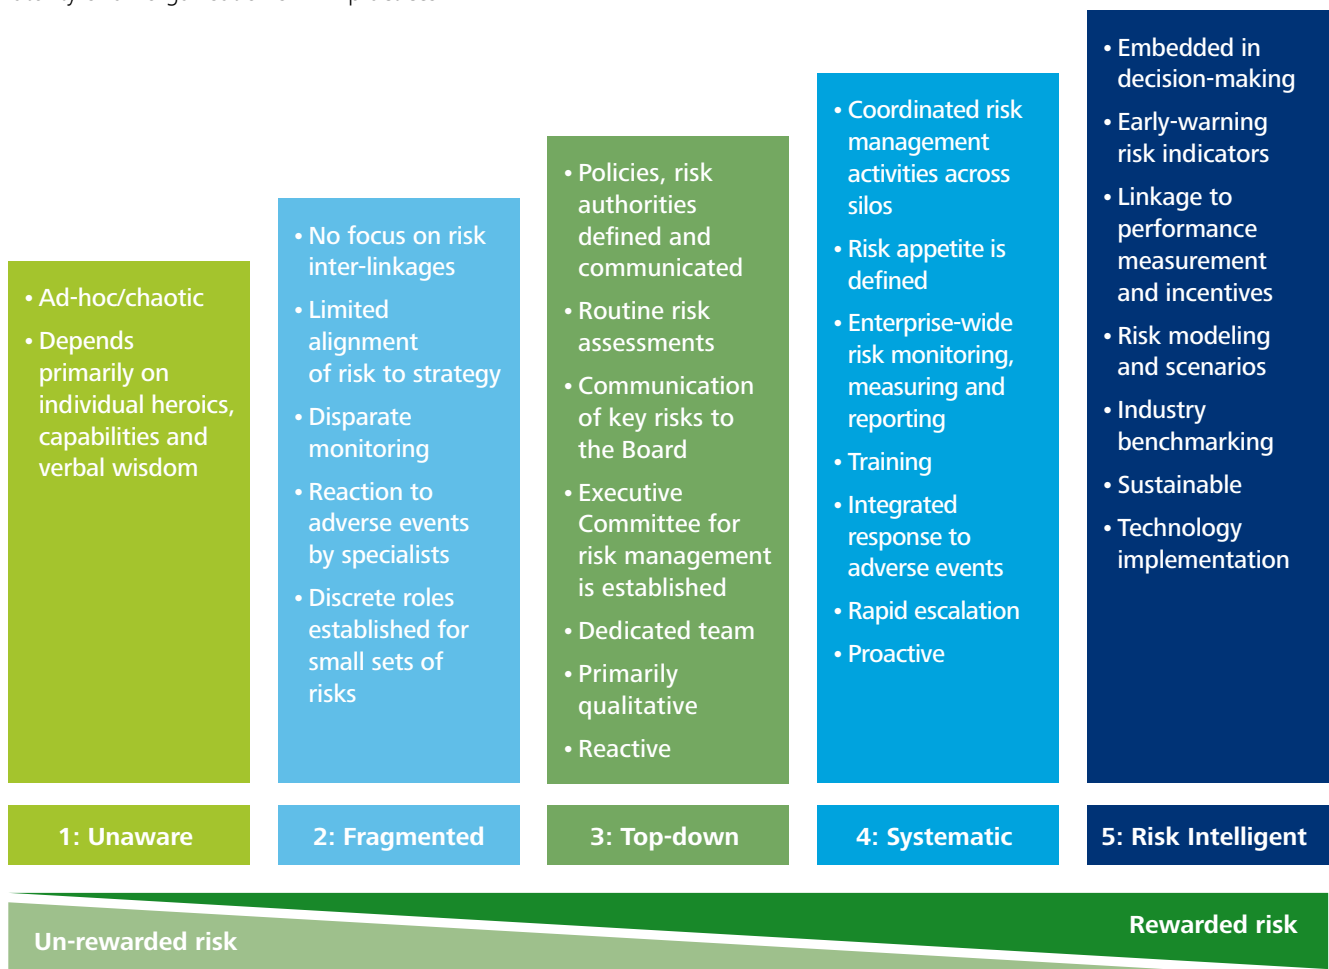 • Ad-hoc/chaotic
• Depends
primarily on
individual heroics,
capabilities and
verbal wisdom
1: Unaware
• No focus on risk
inter-linkages
• Limited
alignment
of risk to strategy
• Disparate
monitoring
• Reaction to
adverse events
by specialists
• Discrete roles
established for
small sets of
risks
2: Fragmented
• Policies, risk
authorities
defined and
communicated
• Routine risk
assessments
• Communication
of key risks to
the Board
• Executive
Committee for
risk management
is established
• Dedicated team
• Primarily
qualitative
• Reactive
3: Top-down
• Coordinated risk
management
activities across
silos
• Risk appetite is
defined
• Enterprise-wide
risk monitoring,
measuring and
reporting
• Training
• Integrated
response to
adverse events
• Rapid escalation
• Proactive
4: Systematic
• Embedded in
decision-making
• Early-warning
risk indicators
• Linkage to
performance
measurement
and incentives
• Risk modeling
and scenarios
• Industry
benchmarking
• Sustainable
• Technology
implementation
5: Risk Intelligent
Un-rewarded risk
Rewarded risk